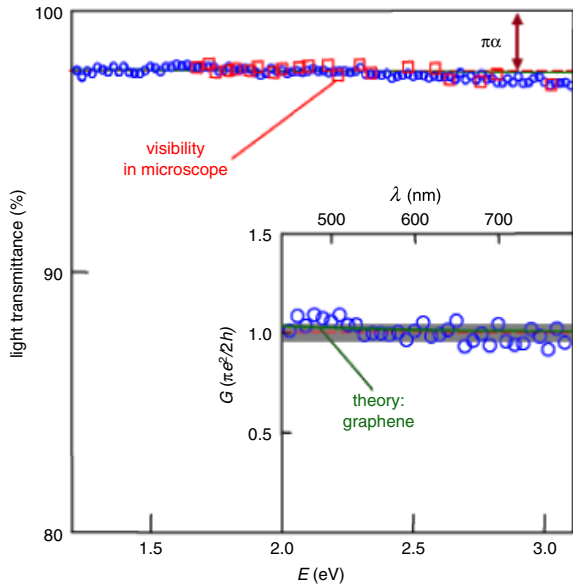 100
πα
visibility
in microscope
light transmittance (%)
90
80
λ (nm)
500
600
700
1.5
1.0
0.5
G (πe²/2h)
theory:
graphene
1.5
2.0
2.5
3.0
E (eV)